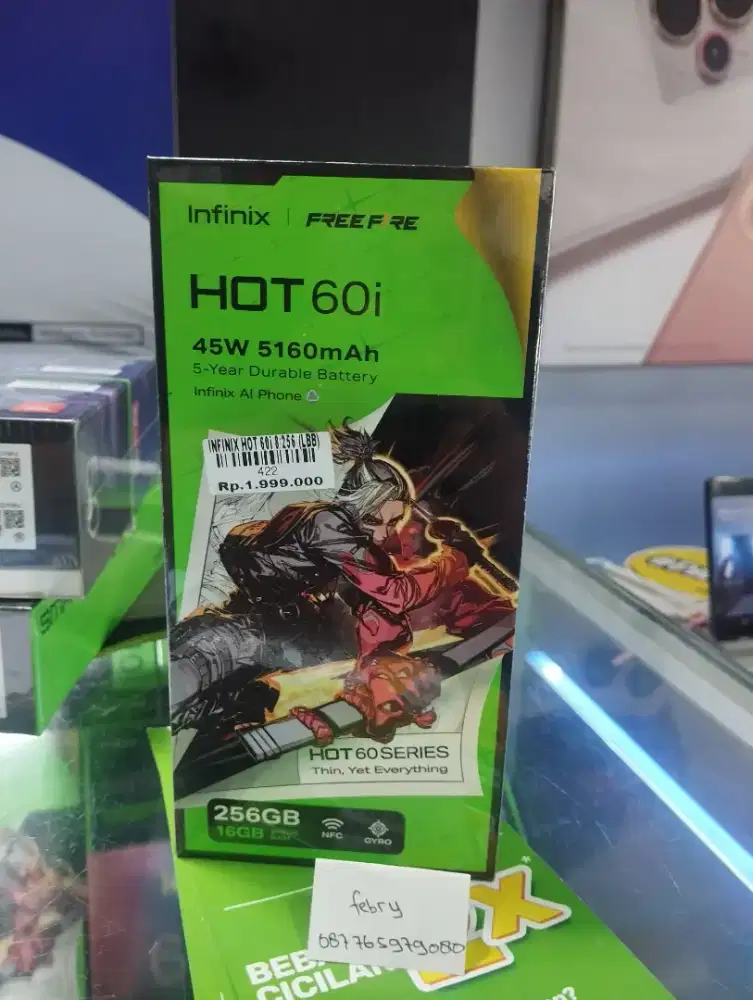 Infinix | FREE FIRE
HOT 60i
45W 5160mAh
5-Year Durable Battery
Infinix AI Phone
INFINIX HOT 60i 8 256 (LBB)
422
Rp.1.999.000
HOT 60 SERIES
Thin, Yet Everything
256GB
16GB
NFC
GYRO
febry
087765979080
CICILAN